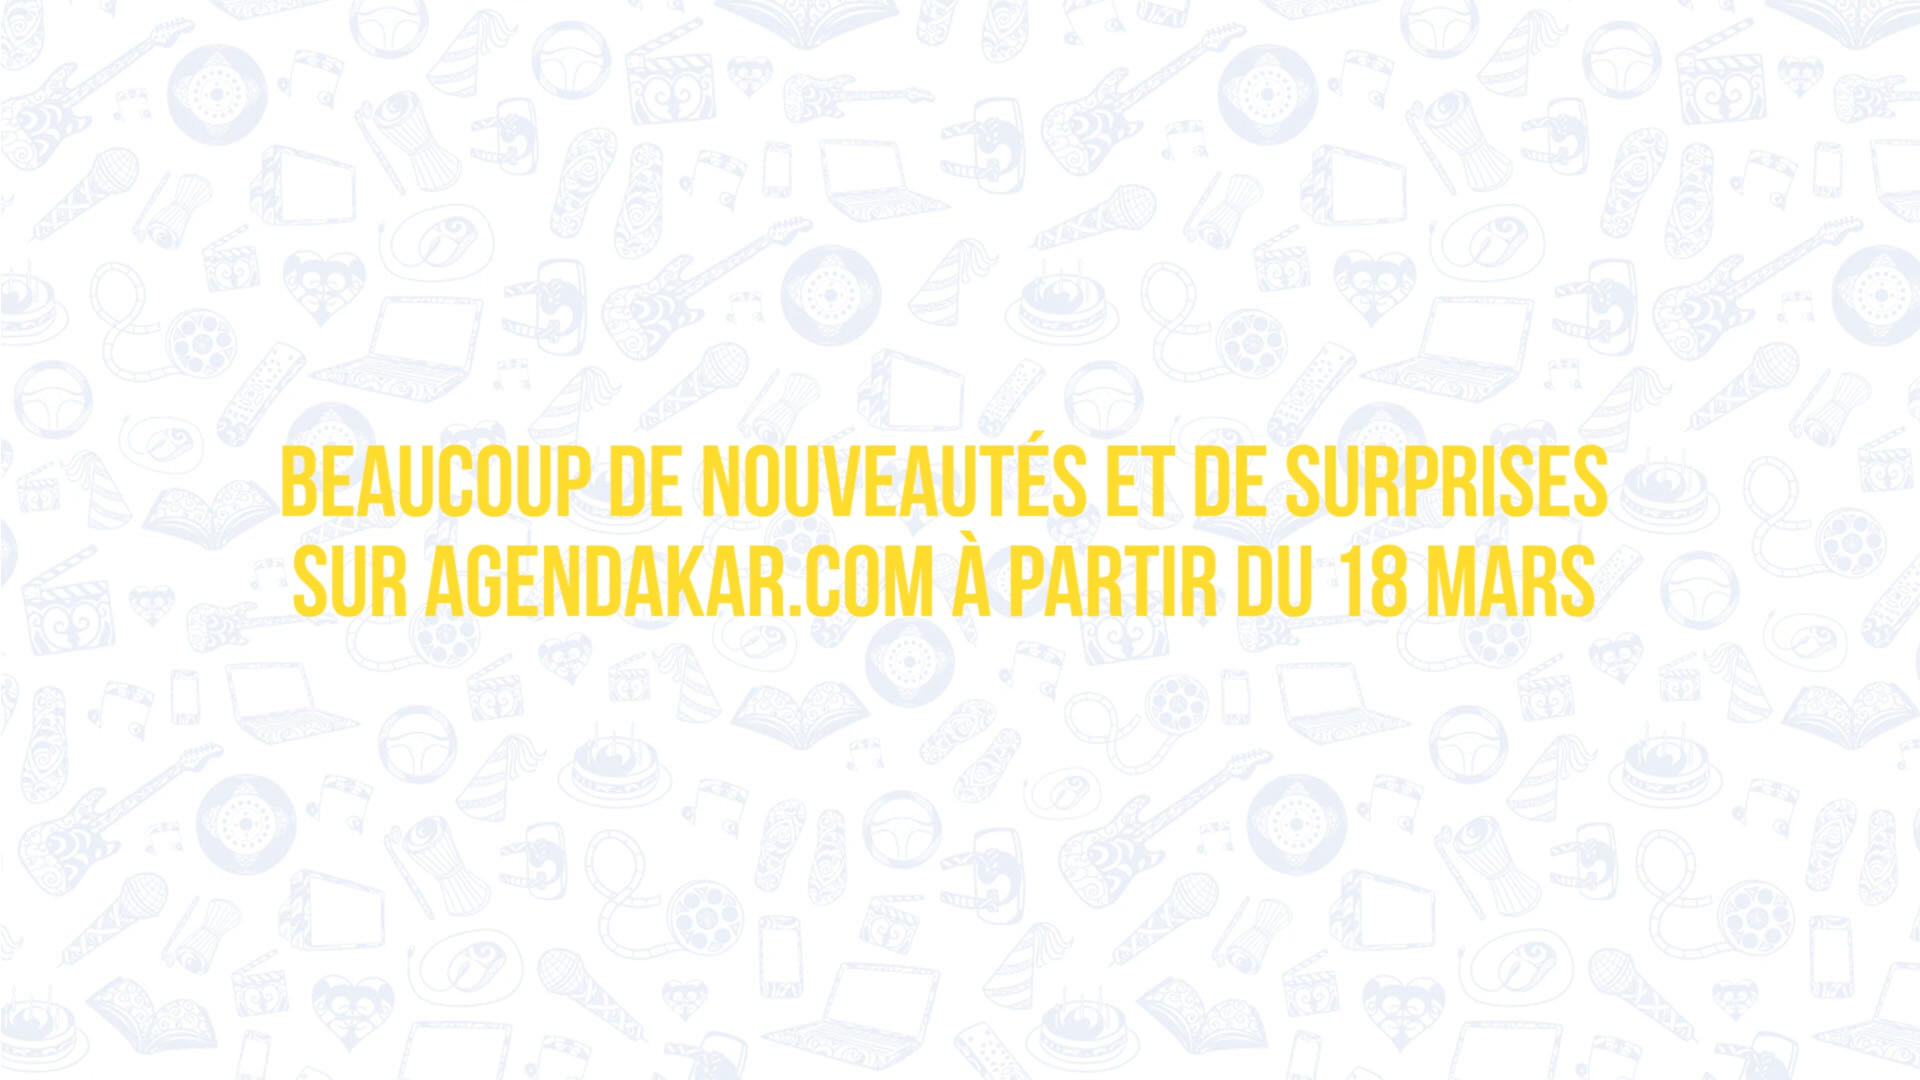 BEAUCOUP DE NOUVEAUTÉS ET DE SURPRISES
SUR AGENDAKAR.COM À PARTIR DU 18 MARS